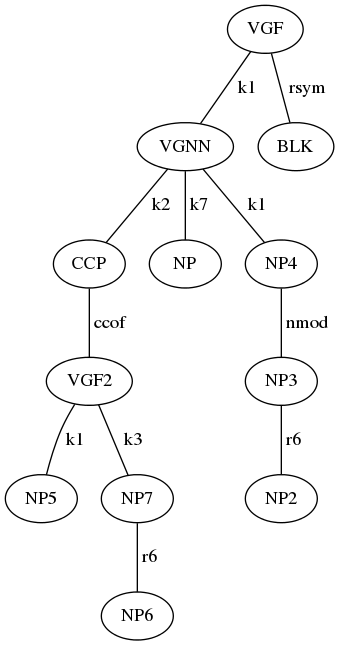 VGF
k1 rsym
VGNN BLK
k2 k7 k1
CCP NP NP4
ccof nmod
VGF2 NP3
k1 k3 r6
NP5 NP7 NP2
r6
NP6